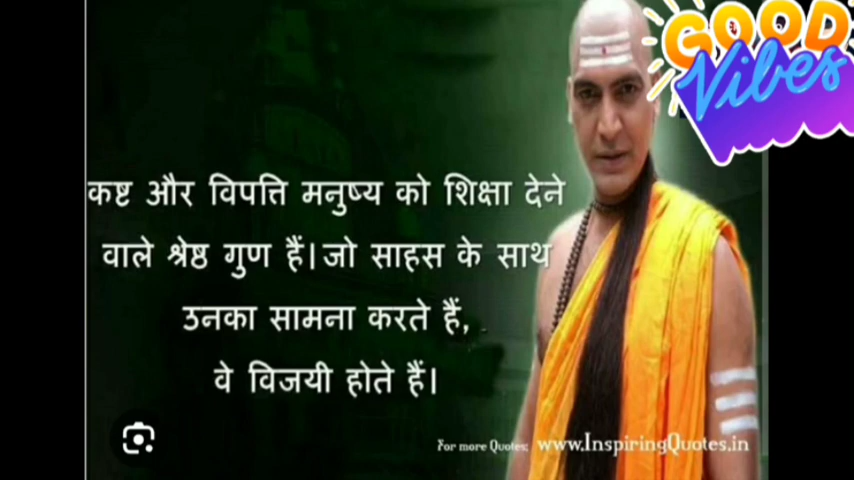 GOOD
Vibes
कष्ट और विपत्ति मनुष्य को शिक्षा देने
वाले श्रेष्ठ गुण हैं। जो साहस के साथ
उनका सामना करते हैं,
वे विजयी होते हैं।
For more Quotes: www.InspiringQuotes.in